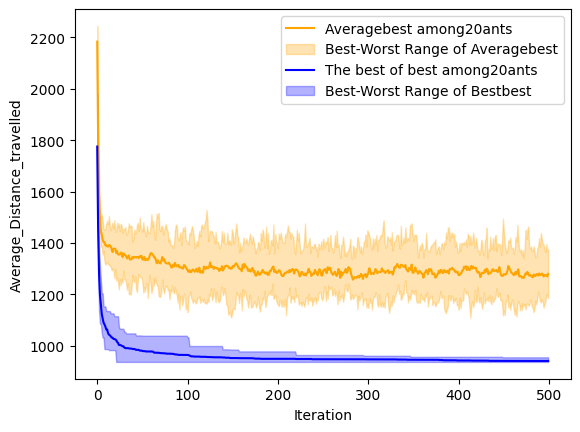 Averagebest among20ants
Best-Worst Range of Averagebest
The best of best among20ants
Best-Worst Range of Bestbest
Average_Distance_travelled
2200
2000
1800
1600
1400
1200
1000
0 100 200 300 400 500
Iteration